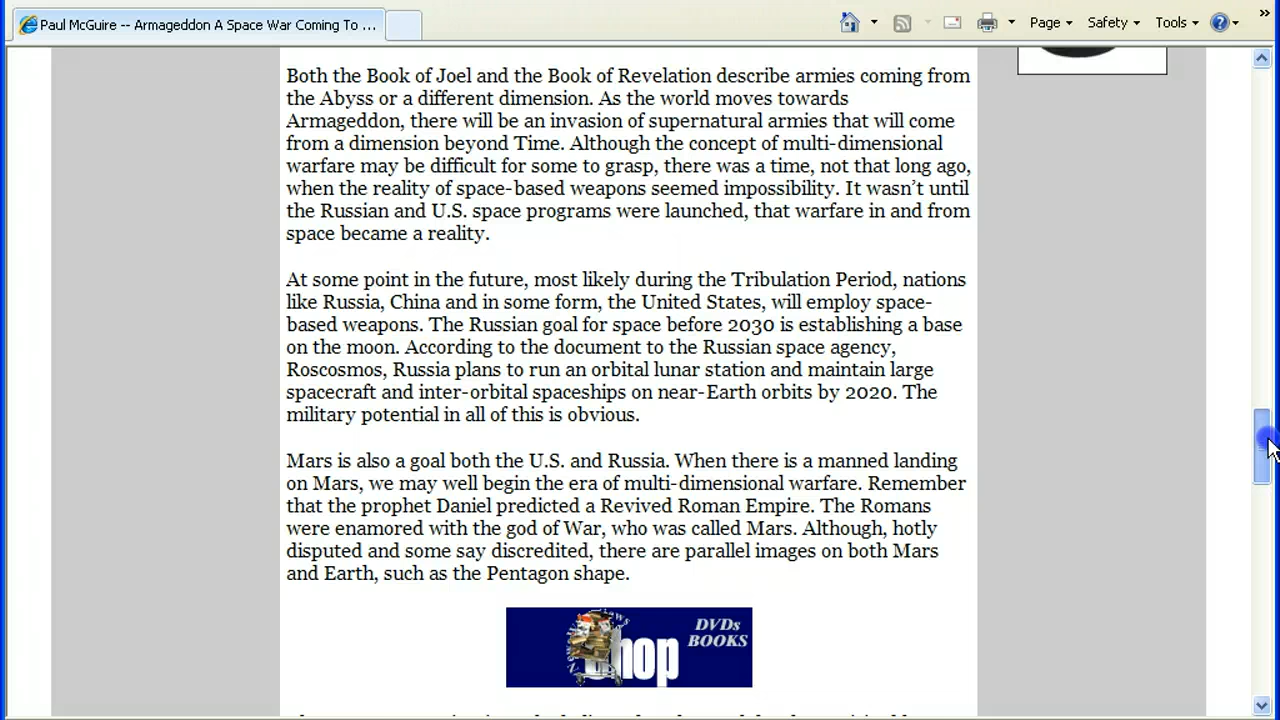 Paul McGuire -- Armageddon A Space War Coming To ...
Page
Safety
Tools
Both the Book of Joel and the Book of Revelation describe armies coming from
the Abyss or a different dimension. As the world moves towards
Armageddon, there will be an invasion of supernatural armies that will come
from a dimension beyond Time. Although the concept of multi-dimensional
warfare may be difficult for some to grasp, there was a time, not that long ago,
when the reality of space-based weapons seemed impossibility. It wasn't until
the Russian and U.S. space programs were launched, that warfare in and from
space became a reality.
At some point in the future, most likely during the Tribulation Period, nations
like Russia, China and in some form, the United States, will employ space-
based weapons. The Russian goal for space before 2030 is establishing a base
on the moon. According to the document to the Russian space agency,
Roscosmos, Russia plans to run an orbital lunar station and maintain large
spacecraft and inter-orbital spaceships on near-Earth orbits by 2020. The
military potential in all of this is obvious.
Mars is also a goal both the U.S. and Russia. When there is a manned landing
on Mars, we may well begin the era of multi-dimensional warfare. Remember
that the prophet Daniel predicted a Revived Roman Empire. The Romans
were enamored with the god of War, who was called Mars. Although, hotly
disputed and some say discredited, there are parallel images on both Mars
and Earth, such as the Pentagon shape.
DVDs
BOOKS
Shop